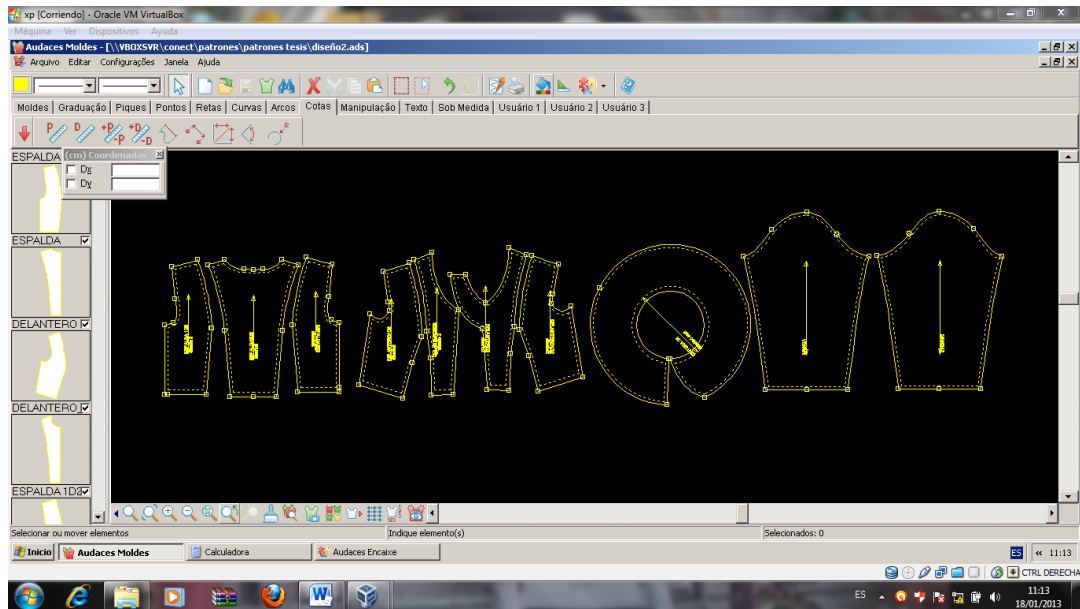 xp [Corriendo] - Oracle VM VirtualBox
Máquina Ver Dispositivos Ayuda
Audaces Moldes - [\\VBOXSVR\conect\patrones\patrones tesis\diseño2.ads]
Arquivo Editar Configurações Janela Ajuda
Moldes Graduação Piques Pontos Retas Curvas Arcos Cotas Manipulação Texto Sob Medida Usuário 1 Usuário 2 Usuário 3
P D +P -P +D -D R
ESPALDA
(cm) Coordenadas
Dx
Dy
ESPALDA
DELANTERO
DELANTERO
ESPALDA1D2
Selecionar ou mover elementos Indique elemento(s) Selecionados: 0
Inicio Audaces Moldes Calculadora Audaces Encaixe ES « 11:13
CTRL DERECHA
ES 11:13
18/01/2013